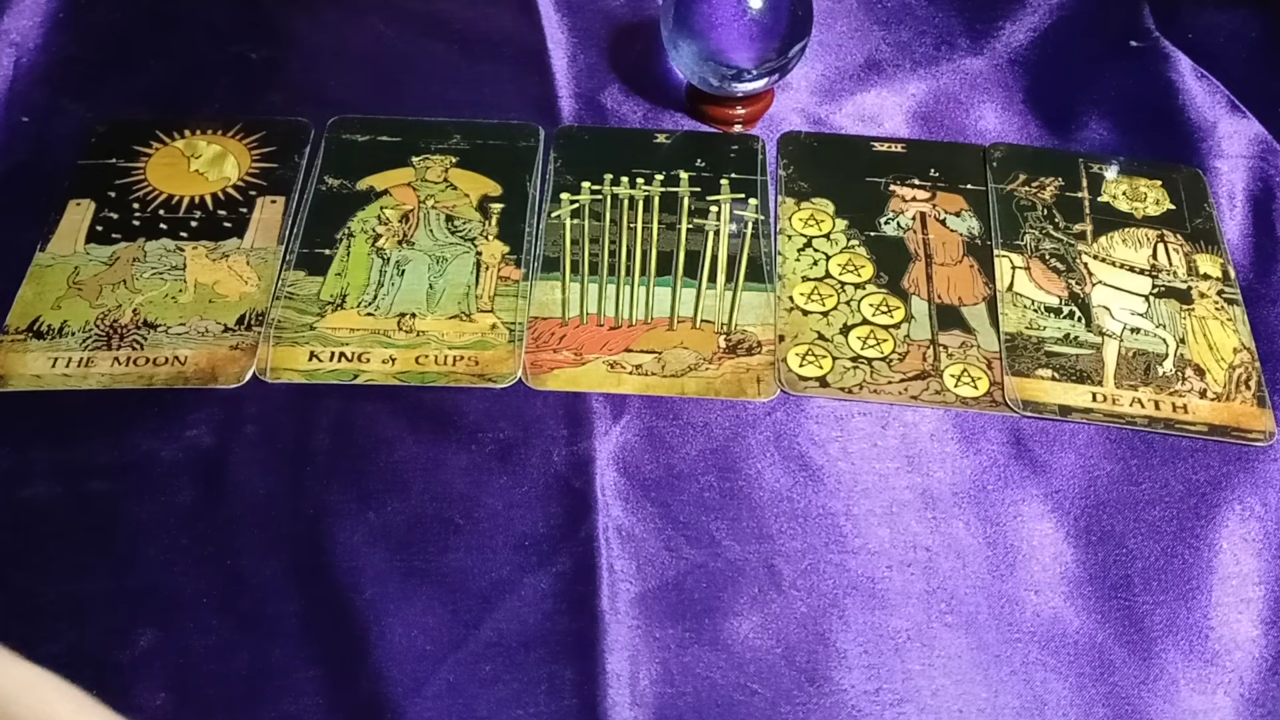 THE MOON.
KING of CUPS.
X
VII
DEATH.